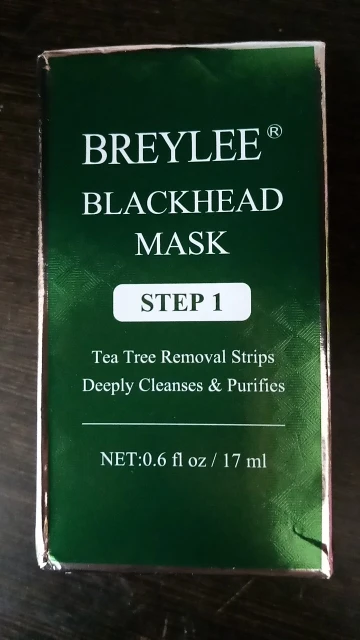 BREYLEE®
BLACKHEAD
MASK
STEP 1
Tea Tree Removal Strips
Deeply Cleanses & Purifies
NET:0.6 fl oz / 17 ml